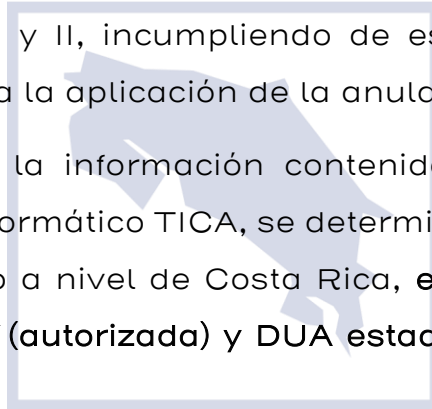 y II, incumpliendo de es
a la aplicación de la anula
la información contenid
ormático TICA, se determi
o a nivel de Costa Rica, e
(autorizada) y DUA estad